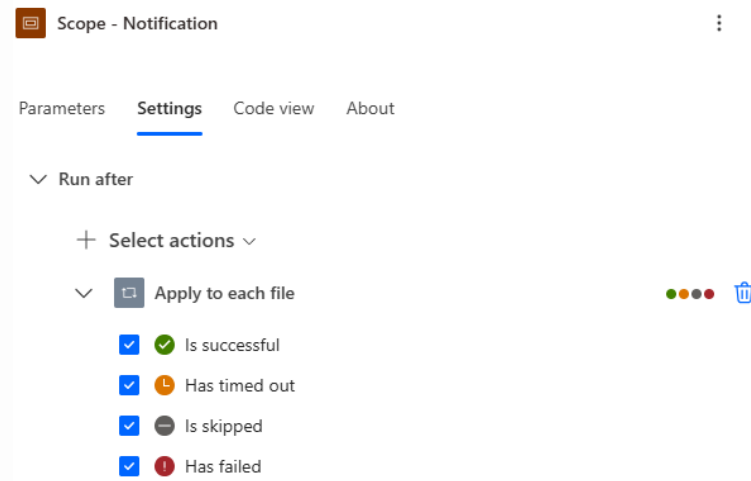 Scope - Notification
Parameters Settings Code view About
Run after
Select actions
Apply to each file
Is successful
Has timed out
Is skipped
Has failed